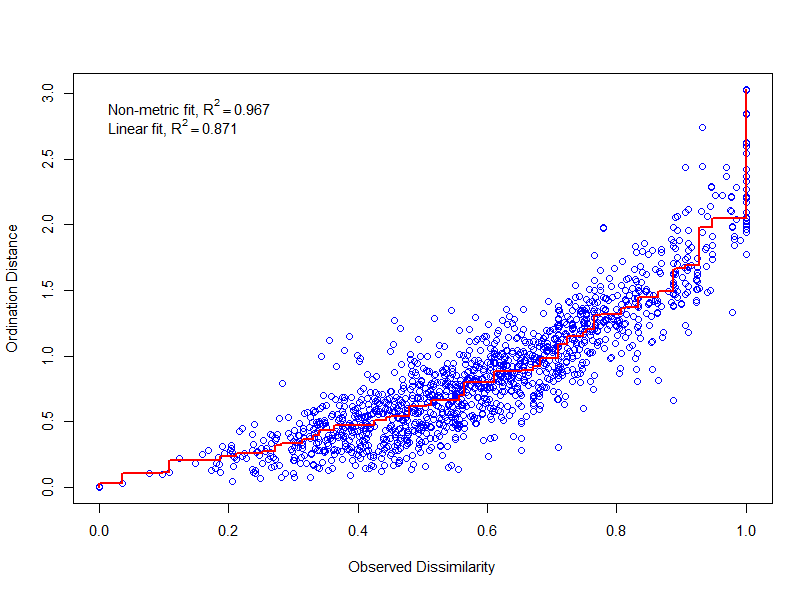 Non-metric fit, R² = 0.967
Linear fit, R² = 0.871
3.0
2.5
2.0
1.5
1.0
0.5
0.0
Ordination Distance
0.0 0.2 0.4 0.6 0.8 1.0
Observed Dissimilarity